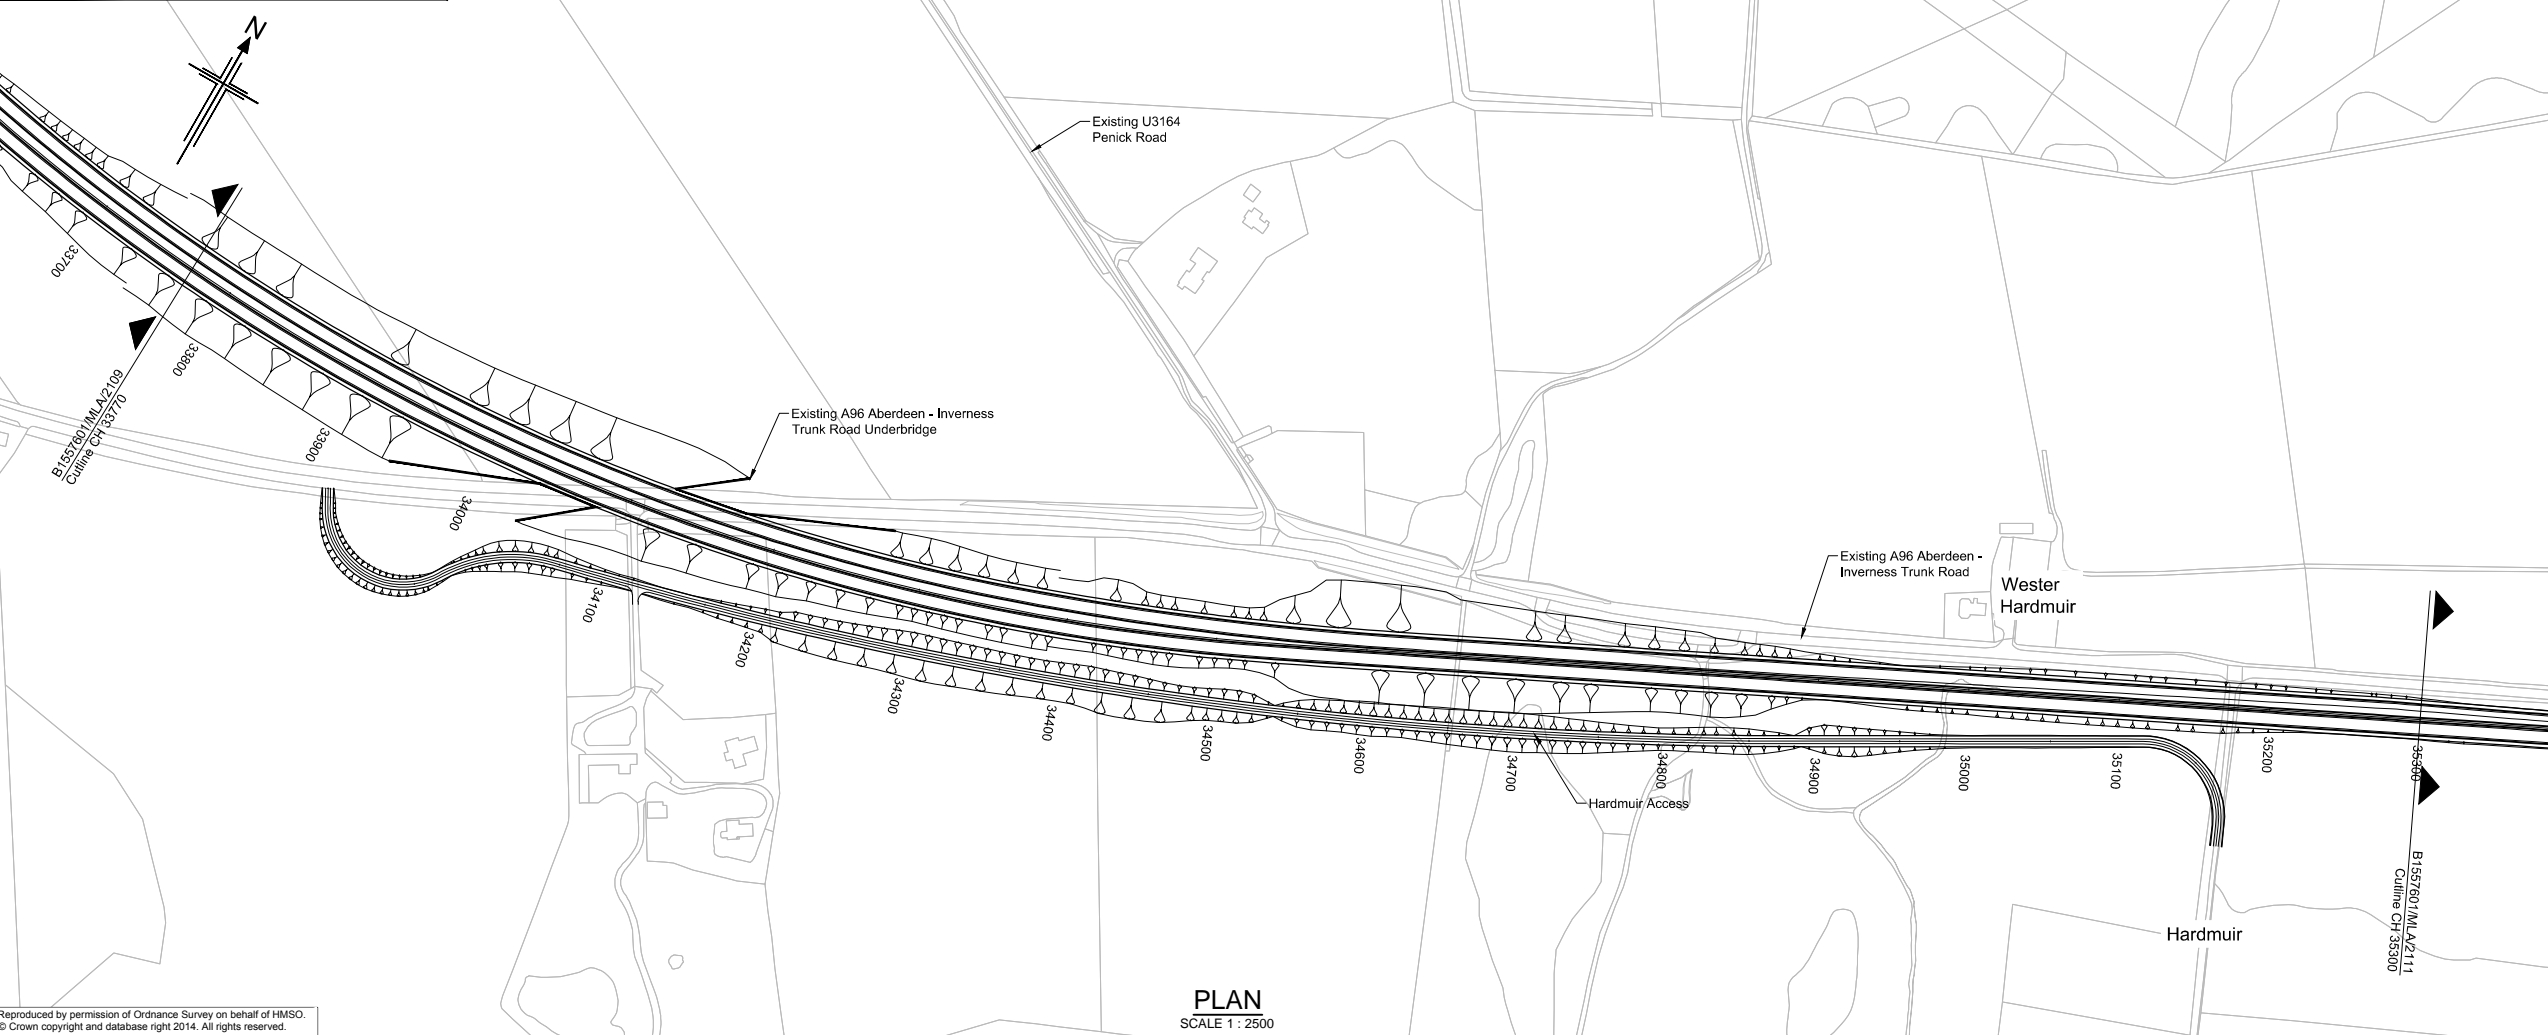 N
Existing U3164
Penick Road
33700
33800
B1557601/MLA/2109
Cutline CH 33770
33900
Existing A96 Aberdeen - Inverness
Trunk Road Underbridge
34000
34100
34200
34300
34400
34500
34600
34700
34800
34900
35000
35100
35200
35300
Existing A96 Aberdeen -
Inverness Trunk Road
Wester
Hardmuir
Hardmuir Access
Hardmuir
B1557601/MLA/2111
Cutline CH 35300
PLAN
SCALE 1 : 2500
Reproduced by permission of Ordnance Survey on behalf of HMSO.
© Crown copyright and database right 2014. All rights reserved.